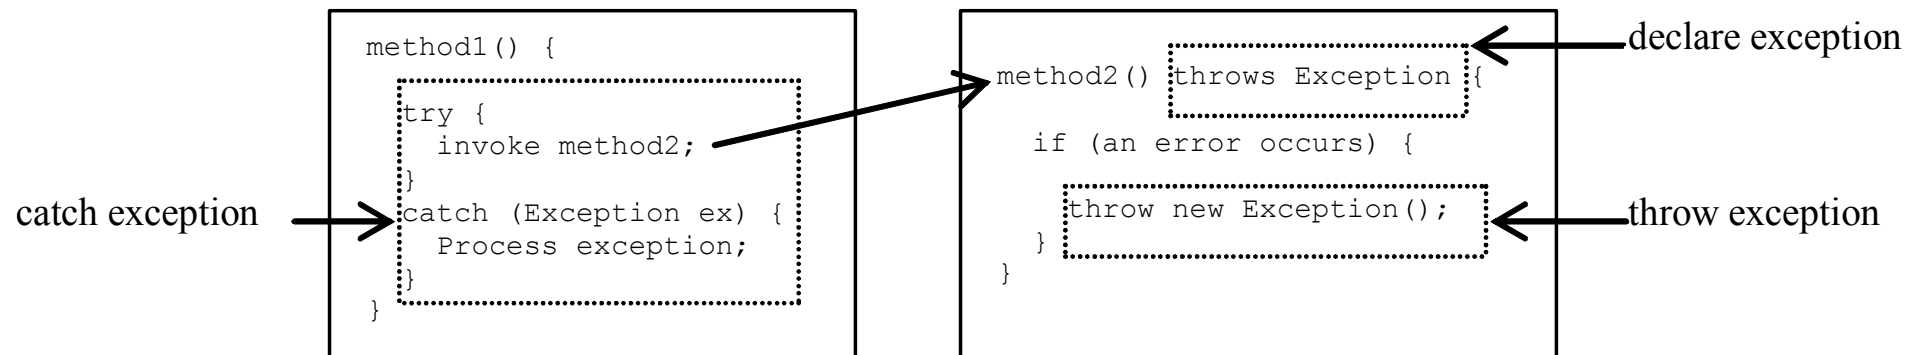 catch exception
method1() {
try {
invoke method2;
}
catch (Exception ex) {
Process exception;
}
}
method2() throws Exception {
if (an error occurs) {
throw new Exception();
}
}
declare exception
throw exception